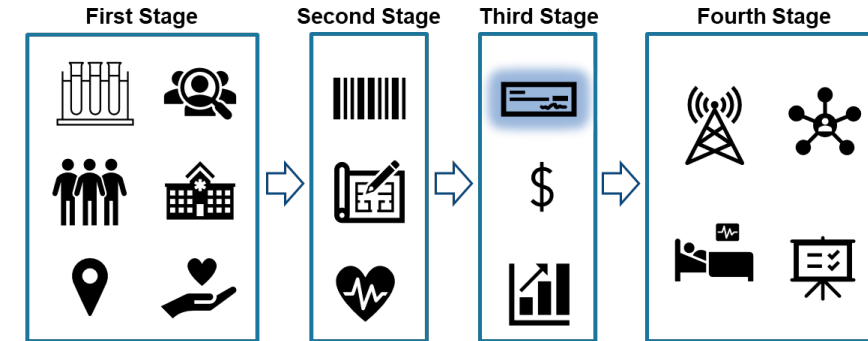 First Stage
Second Stage
Third Stage
Fourth Stage
$